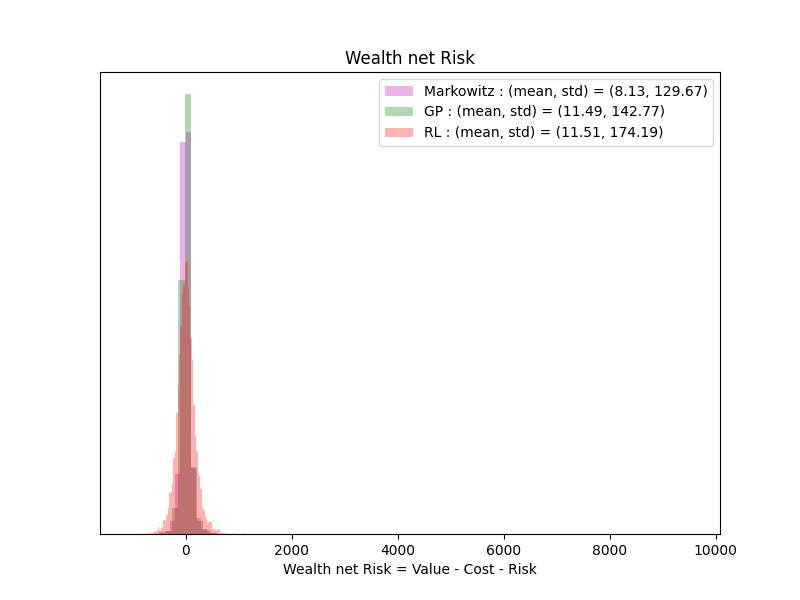 Wealth net Risk
Markowitz : (mean, std) = (8.13, 129.67)
GP : (mean, std) = (11.49, 142.77)
RL : (mean, std) = (11.51, 174.19)
0 2000 4000 6000 8000 10000
Wealth net Risk = Value - Cost - Risk